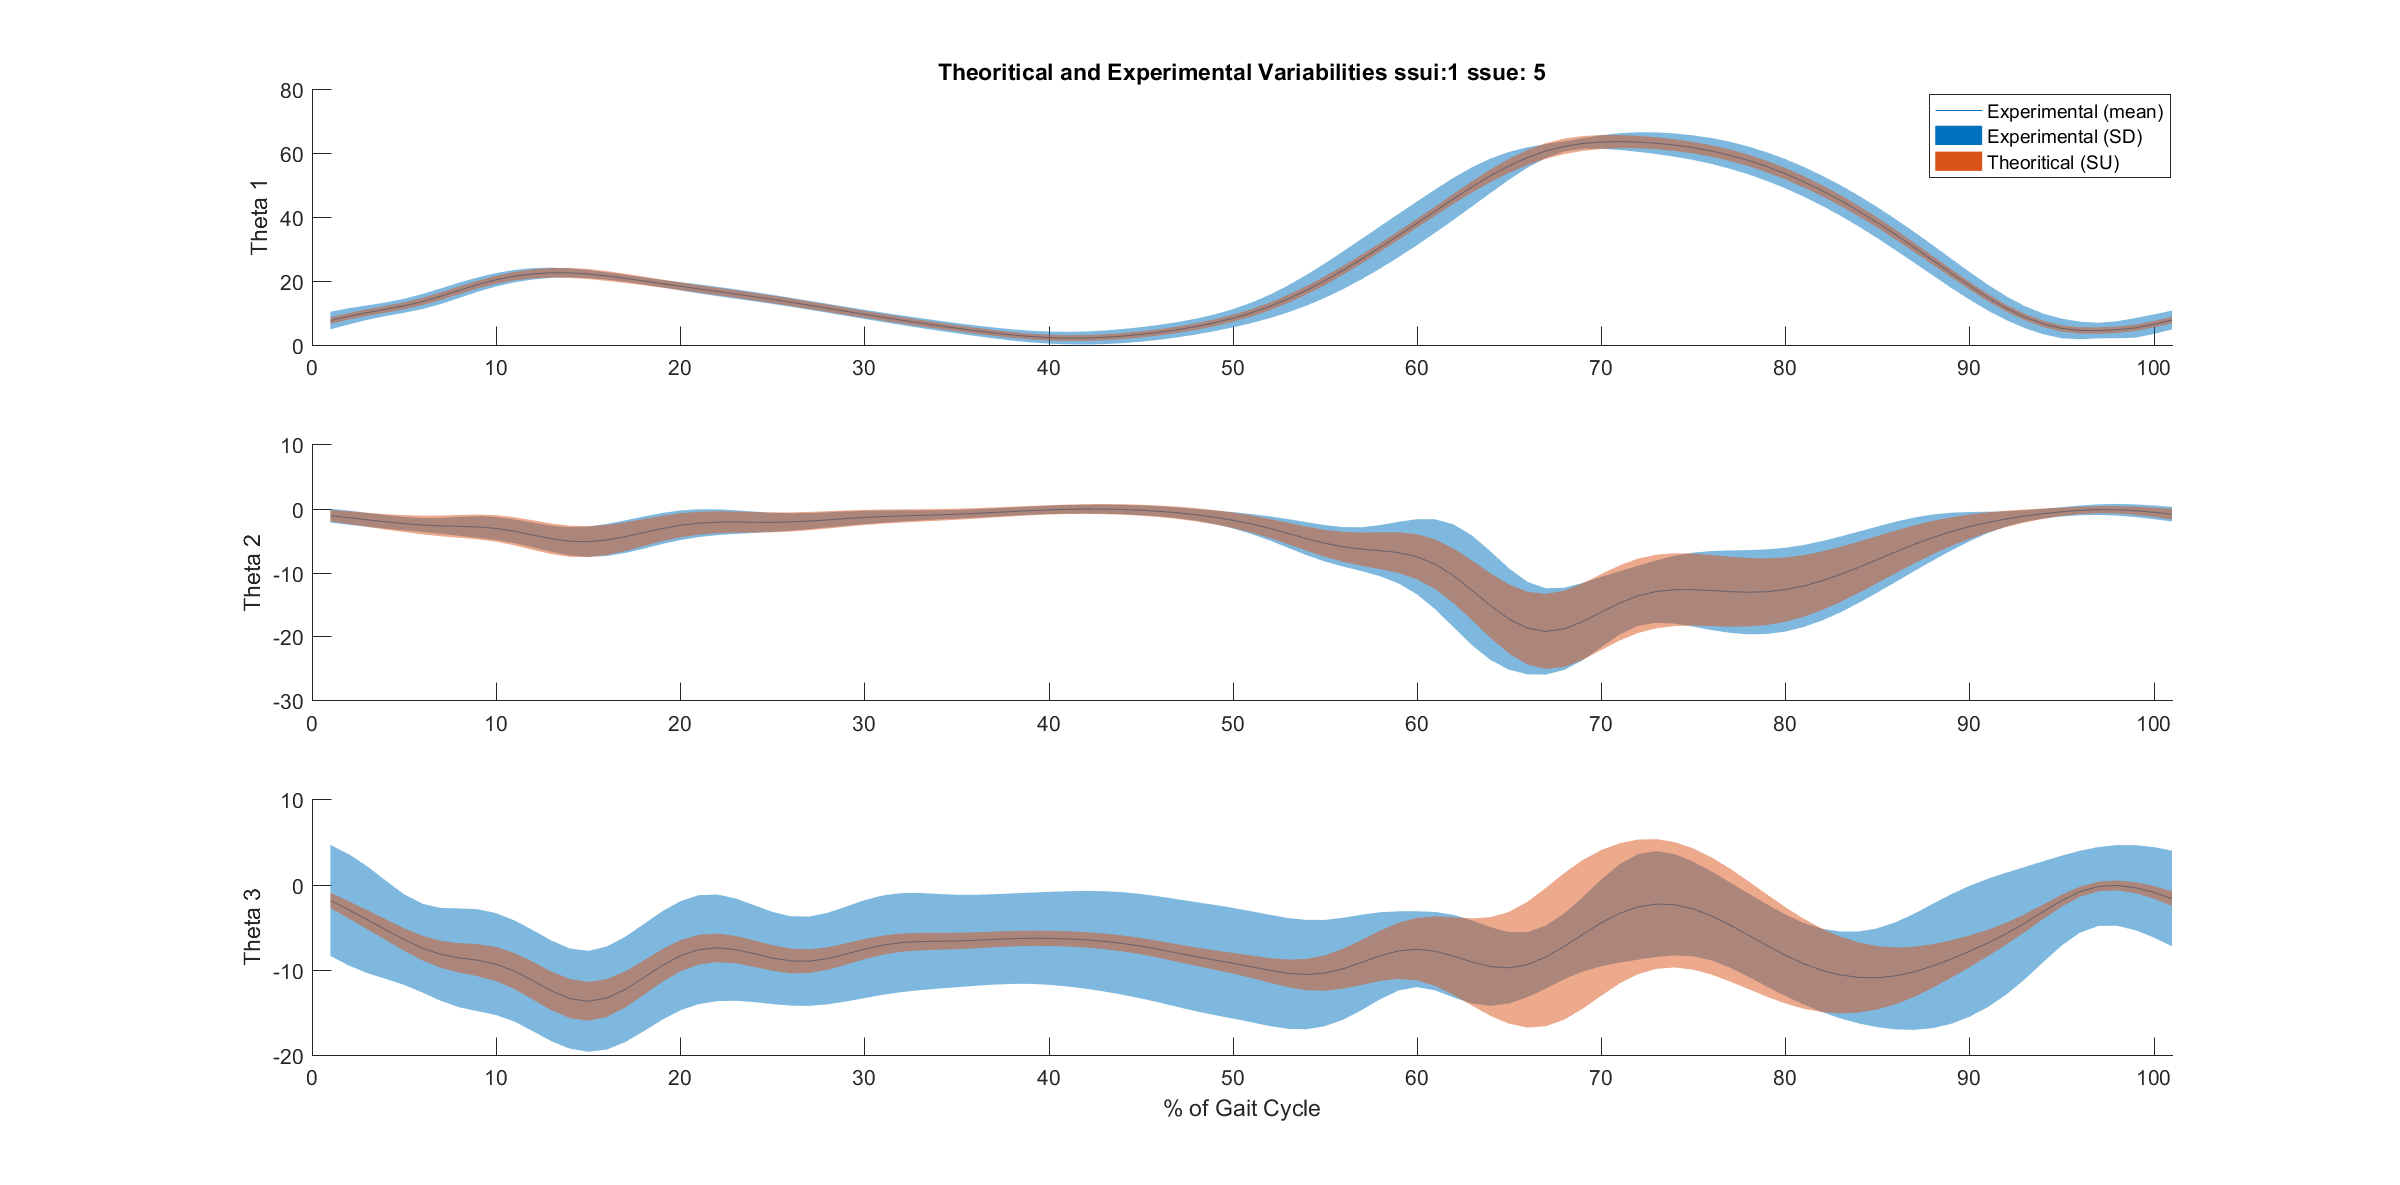 Theoritical and Experimental Variabilities ssui:1 ssue: 5
80
60
40
20
0
Theta 1
0 10 20 30 40 50 60 70 80 90 100
Experimental (mean)
Experimental (SD)
Theoritical (SU)
10
0
-10
-20
-30
Theta 2
0 10 20 30 40 50 60 70 80 90 100
10
0
-10
-20
Theta 3
0 10 20 30 40 50 60 70 80 90 100
% of Gait Cycle